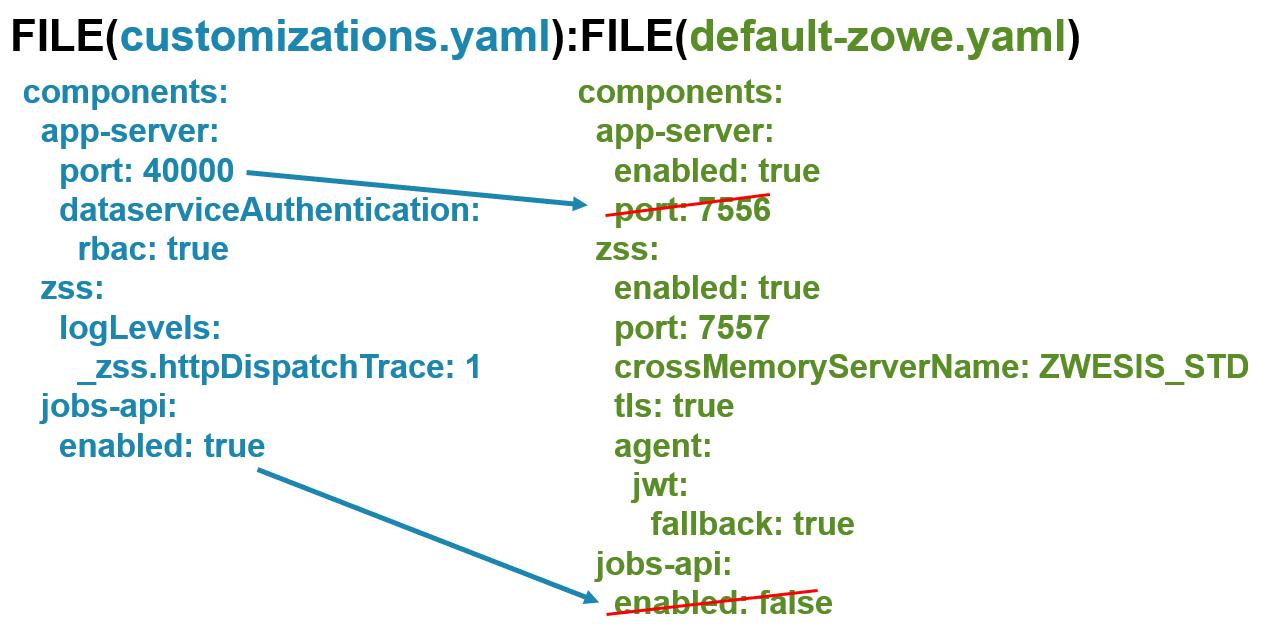 FILE(customizations.yaml):FILE(default-zowe.yaml)
components:
app-server:
port: 40000
dataserviceAuthentication:
rbac: true
zss:
logLevels:
_zss.httpDispatchTrace: 1
jobs-api:
enabled: true
components:
app-server:
enabled: true
port: 7556
zss:
enabled: true
port: 7557
crossMemoryServerName: ZWESIS_STD
tls: true
agent:
jwt:
fallback: true
jobs-api:
enabled: false